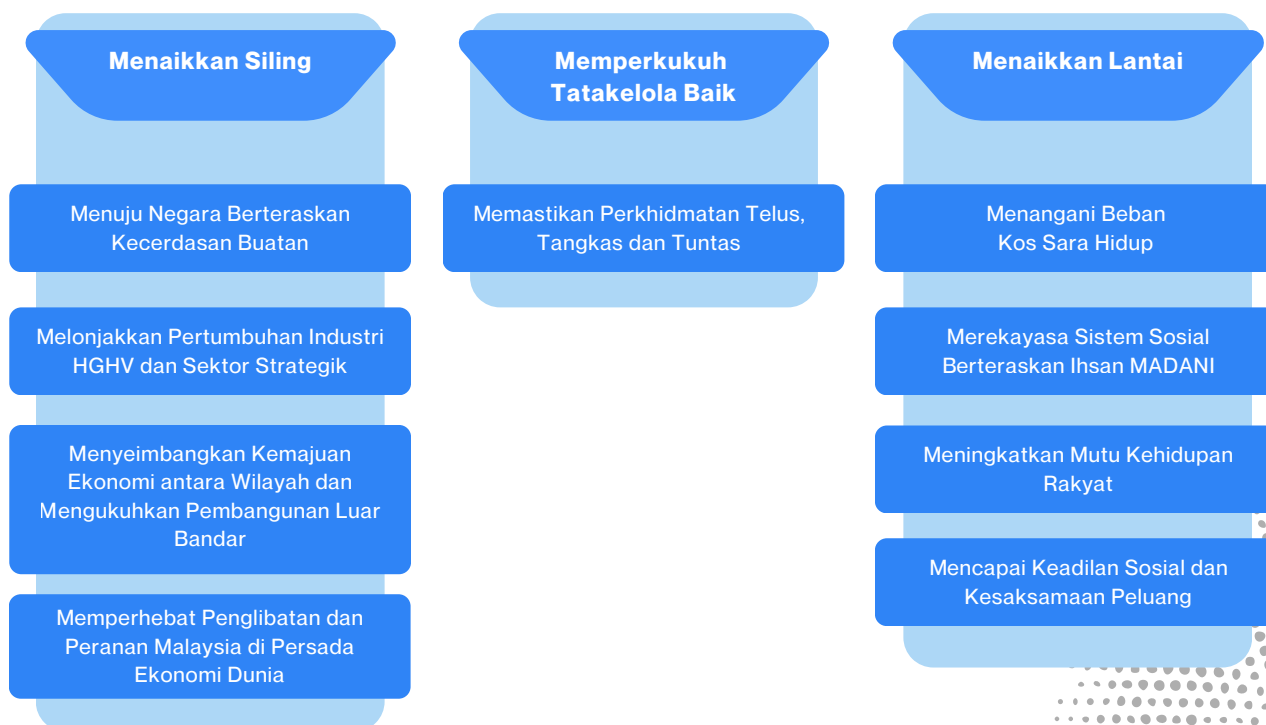 Menaikkan Siling
Menuju Negara Berteraskan
Kecerdasan Buatan
Melonjakkan Pertumbuhan Industri
HGHV dan Sektor Strategik
Menyeimbangkan Kemajuan
Ekonomi antara Wilayah dan
Mengukuhkan Pembangunan Luar
Bandar
Memperhebat Penglibatan dan
Peranan Malaysia di Persada
Ekonomi Dunia
Memperkukuh
Tatakelola Baik
Memastikan Perkhidmatan Telus,
Tangkas dan Tuntas
Menaikkan Lantai
Menangani Beban
Kos Sara Hidup
Merekayasa Sistem Sosial
Berteraskan Ihsan MADANI
Meningkatkan Mutu Kehidupan
Rakyat
Mencapai Keadilan Sosial dan
Kesaksamaan Peluang